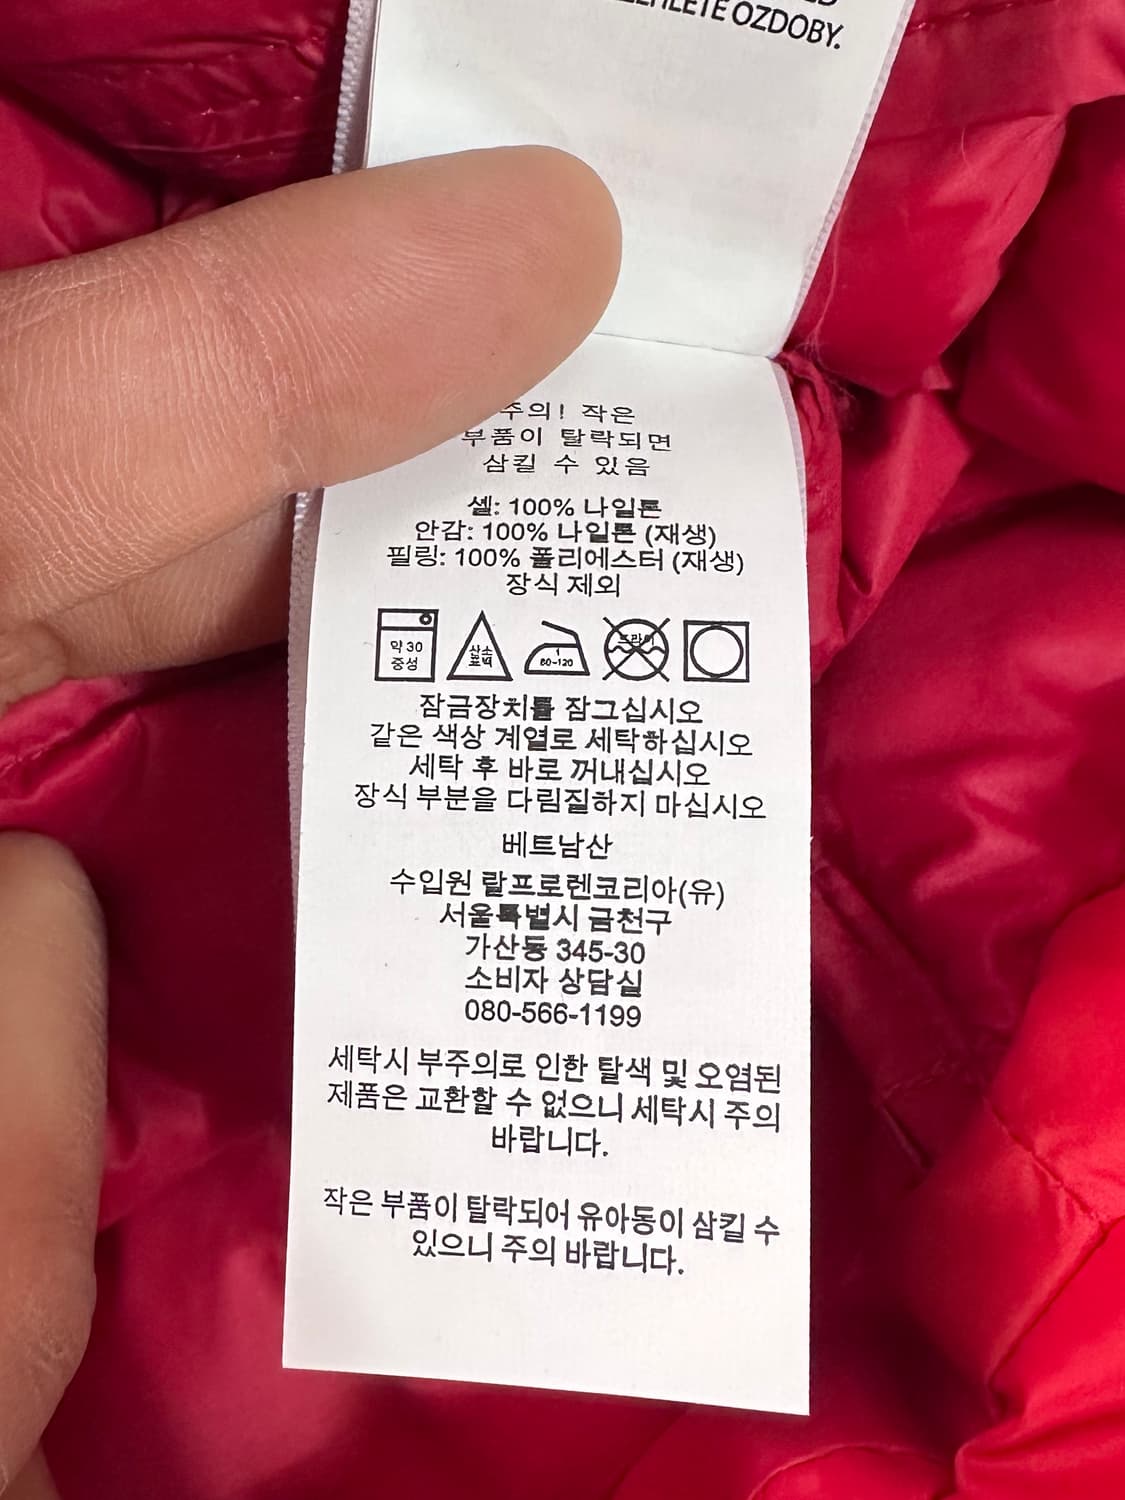 OZDOBY.
주의! 작은
부품이 탈락되면
삼킬 수 있음
셀: 100% 나일론
안감: 100% 나일론 (재생)
필링: 100% 폴리에스터 (재생)
장식 제외
약 30
중성
산소
표백
1
80-120
드라이
잠금장치를 잠그십시오
같은 색상 계열로 세탁하십시오
세탁 후 바로 꺼내십시오
장식 부분을 다림질하지 마십시오
베트남산
수입원 랄프로렌코리아(유)
서울특별시 금천구
가산동 345-30
소비자 상담실
080-566-1199
세탁시 부주의로 인한 탈색 및 오염된
제품은 교환할 수 없으니 세탁시 주의
바랍니다.
작은 부품이 탈락되어 유아동이 삼킬 수
있으니 주의 바랍니다.